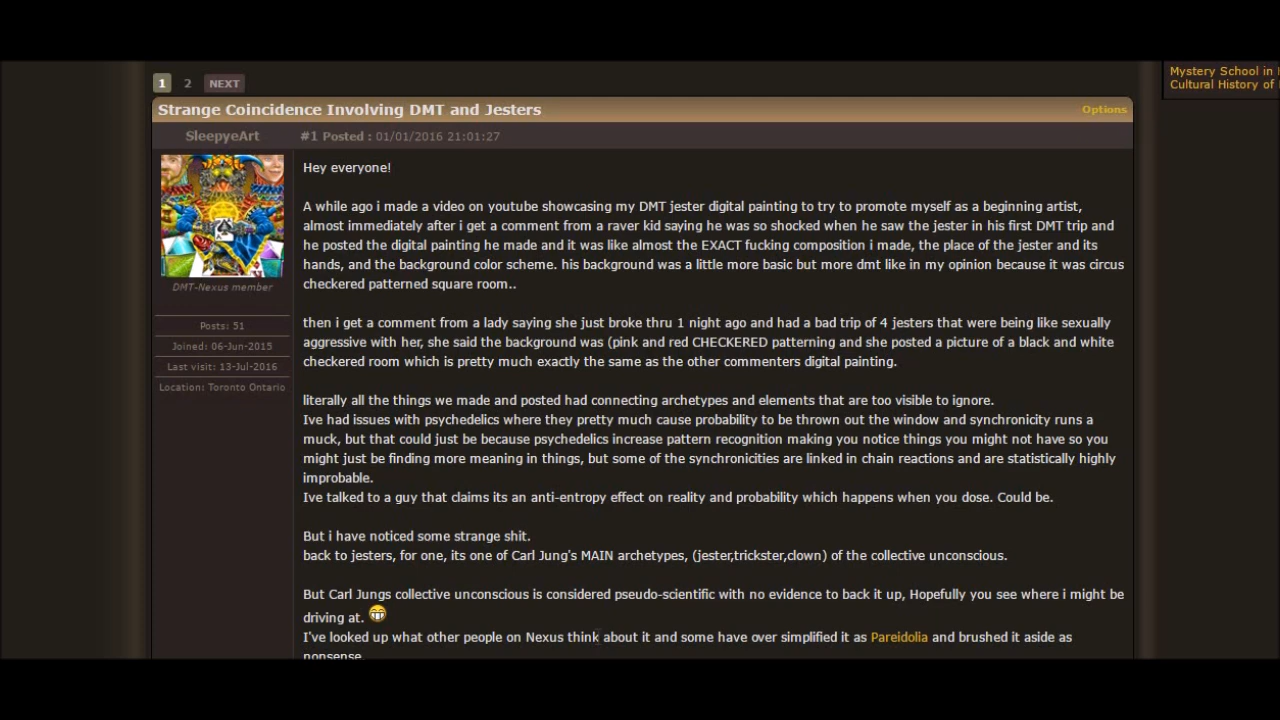 Mystery School in
Cultural History of
1 2 NEXT
Strange Coincidence Involving DMT and Jesters Options
SleepyeArt #1 Posted : 01/01/2016 21:01:27
DMT-Nexus member
Posts: 51
Joined: 06-Jun-2015
Last visit: 13-Jul-2016
Location: Toronto Ontario
Hey everyone!
A while ago i made a video on youtube showcasing my DMT jester digital painting to try to promote myself as a beginning artist,
almost immediately after i get a comment from a raver kid saying he was so shocked when he saw the jester in his first DMT trip and
he posted the digital painting he made and it was like almost the EXACT fucking composition i made, the place of the jester and its
hands, and the background color scheme. his background was a little more basic but more dmt like in my opinion because it was circus
checkered patterned square room..
then i get a comment from a lady saying she just broke thru 1 night ago and had a bad trip of 4 jesters that were being like sexually
aggressive with her, she said the background was (pink and red CHECKERED patterning and she posted a picture of a black and white
checkered room which is pretty much exactly the same as the other commenters digital painting.
literally all the things we made and posted had connecting archetypes and elements that are too visible to ignore.
Ive had issues with psychedelics where they pretty much cause probability to be thrown out the window and synchronicity runs a
muck, but that could just be because psychedelics increase pattern recognition making you notice things you might not have so you
might just be finding more meaning in things, but some of the synchronicities are linked in chain reactions and are statistically highly
improbable.
Ive talked to a guy that claims its an anti-entropy effect on reality and probability which happens when you dose. Could be.
But i have noticed some strange shit.
back to jesters, for one, its one of Carl Jung's MAIN archetypes, (jester,trickster,clown) of the collective unconscious.
But Carl Jungs collective unconscious is considered pseudo-scientific with no evidence to back it up, Hopefully you see where i might be
driving at.
I've looked up what other people on Nexus think about it and some have over simplified it as Pareidolia and brushed it aside as
nonsense.